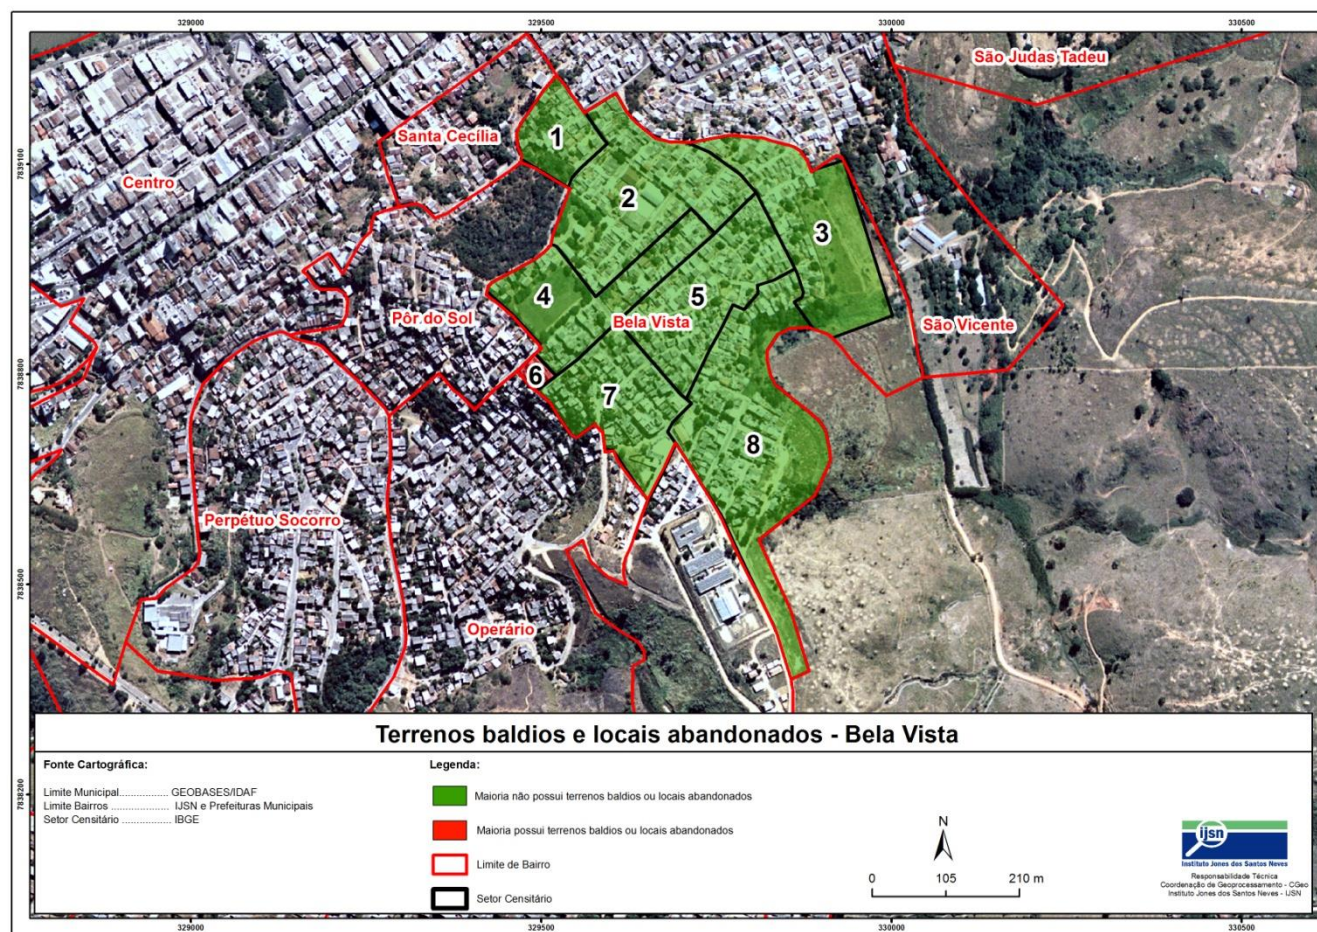 329000
329500
330000
330500
São Judas Tadeu
Santa Cecília
1
7839100
Centro
2
3
4
5
Pôr do Sol
Bela Vista
São Vicente
7838800
6
7
8
Perpétuo Socorro
7838500
Operário
Terrenos baldios e locais abandonados - Bela Vista
Fonte Cartográfica:
Limite Municipal................. GEOBASES/IDAF
Limite Bairros .................... IJSN e Prefeituras Municipais
Setor Censitário ................. IBGE
Legenda:
Maioria não possui terrenos baldios ou locais abandonados
Maioria possui terrenos baldios ou locais abandonados
Limite de Bairro
Setor Censitário
7838200
N
0 105 210 m
ijsn
Instituto Jones dos Santos Neves
Responsabilidade Técnica
Coordenação de Geoprocessamento - CGeo
Instituto Jones dos Santos Neves - IJSN
329000
329500
330000
330500